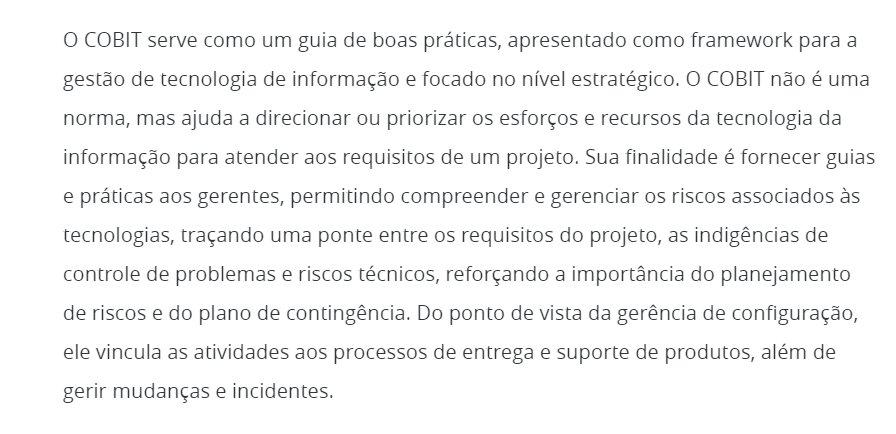 O COBIT serve como um guia de boas práticas, apresentado como framework para a
gestão de tecnologia de informação e focado no nível estratégico. O COBIT não é uma
norma, mas ajuda a direcionar ou priorizar os esforços e recursos da tecnologia da
informação para atender aos requisitos de um projeto. Sua finalidade é fornecer guias
e práticas aos gerentes, permitindo compreender e gerenciar os riscos associados às
tecnologias, traçando uma ponte entre os requisitos do projeto, as indigências de
controle de problemas e riscos técnicos, reforçando a importância do planejamento
de riscos e do plano de contingência. Do ponto de vista da gerência de configuração,
ele vincula as atividades aos processos de entrega e suporte de produtos, além de
gerir mudanças e incidentes.